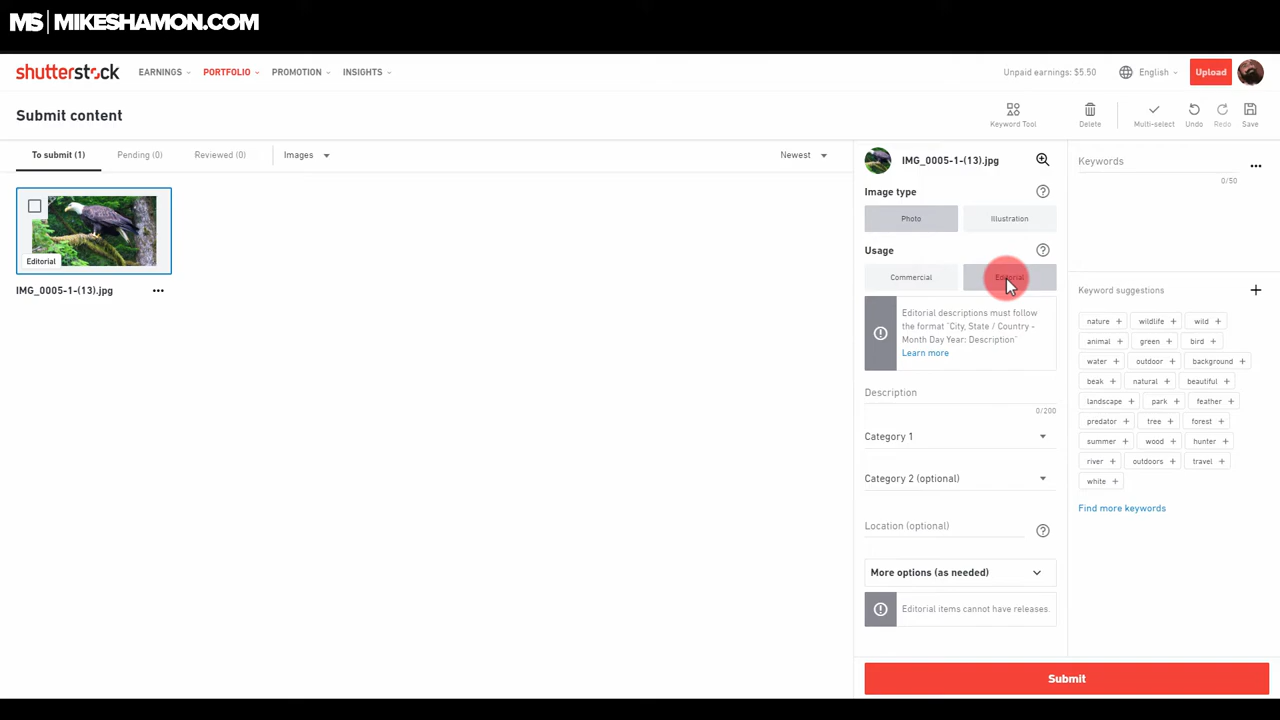 MS | MIKESHAMON.COM
shutterstock EARNINGS PORTFOLIO PROMOTION INSIGHTS Unpaid earnings: $5.50 English Upload
Submit content
Keyword Tool Delete Multi-select Undo Redo Save
To submit (1) Pending (0) Reviewed (0) Images Newest
Editorial
IMG_0005-1-(13).jpg
IMG_0005-1-(13).jpg
Image type
Photo Illustration
Usage
Commercial Editorial
Editorial descriptions must follow
the format "City, State / Country -
Month Day Year: Description"
Learn more
Description
0/200
Category 1
Category 2 (optional)
Location (optional)
More options (as needed)
Editorial items cannot have releases.
Keywords
0/50
Keyword suggestions +
nature + wildlife + wild +
animal + green + bird +
water + outdoor + background +
beak + natural + beautiful +
landscape + park + feather +
predator + tree + forest +
summer + wood + hunter +
river + outdoors + travel +
white +
Find more keywords
Submit